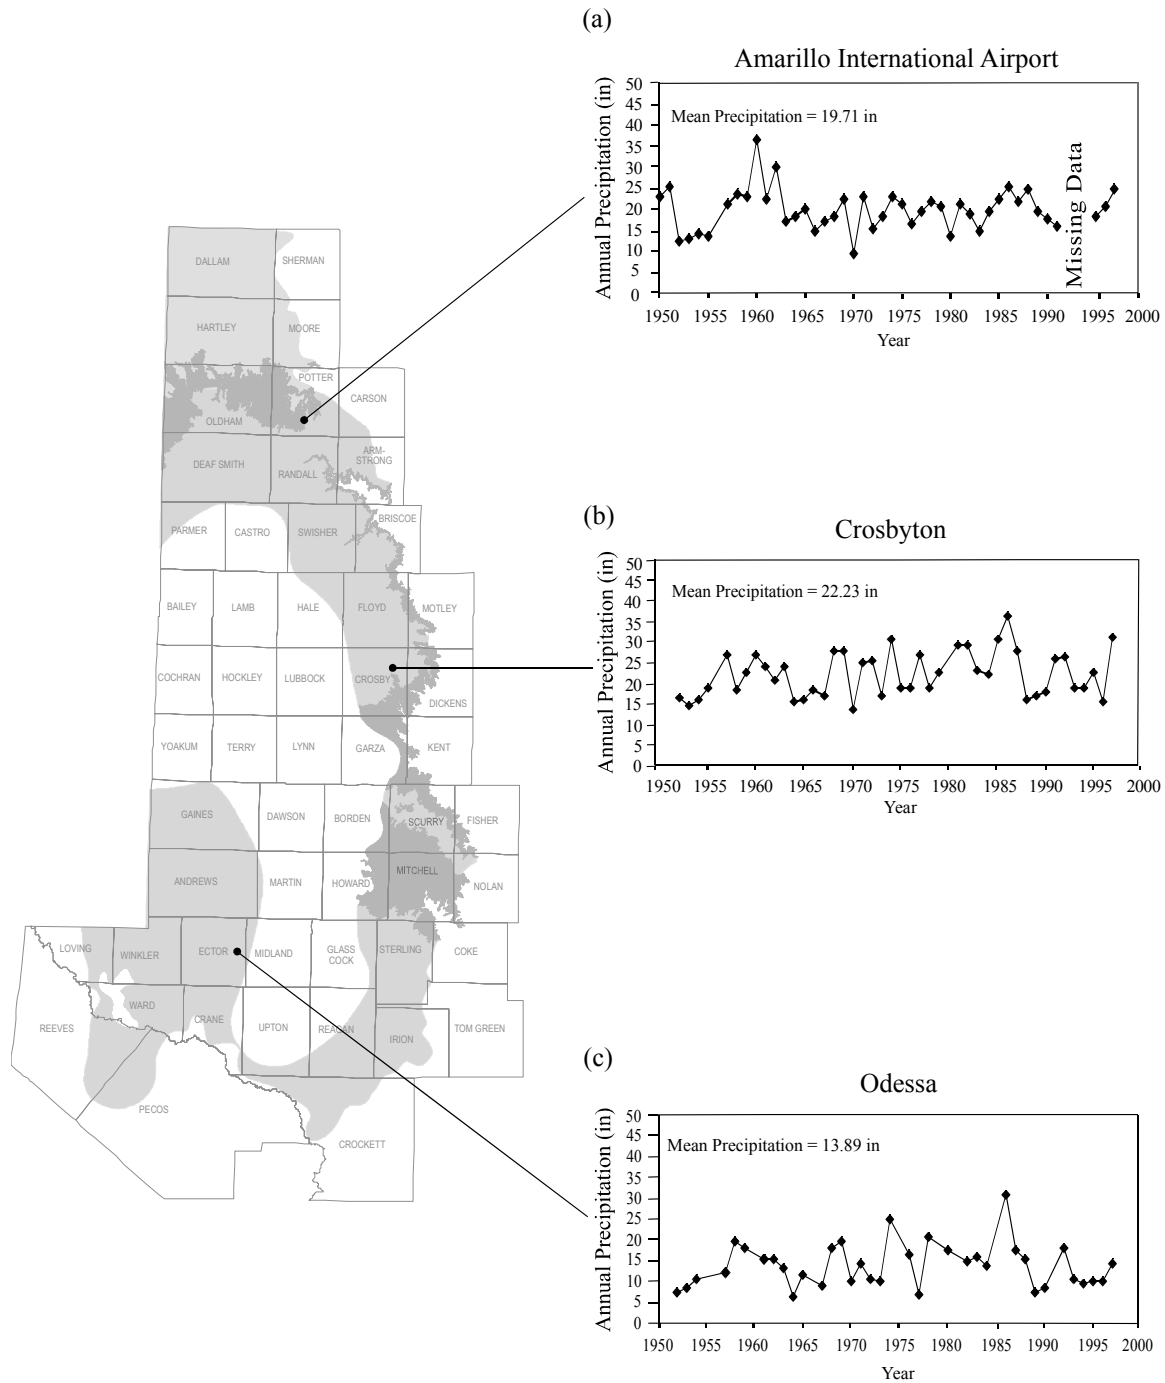 (a)
Amarillo International Airport
Annual Precipitation (in)
50
45
40
35
30
25
20
15
10
5
0
Mean Precipitation = 19.71 in
Missing Data
1950 1955 1960 1965 1970 1975 1980 1985 1990 1995 2000
Year
DALLAM
SHERMAN
HARTLEY
MOORE
POTTER
CARSON
OLDHAM
ARM-
STRONG
DEAF SMITH
RANDALL
BRISCOE
PARMER
CASTRO
SWISHER
BAILEY
LAMB
HALE
FLOYD
MOTLEY
COCHRAN
HOCKLEY
LUBBOCK
CROSBY
DICKENS
YOAKUM
TERRY
LYNN
GARZA
KENT
GAINES
DAWSON
BORDEN
SCURRY
FISHER
ANDREWS
MARTIN
HOWARD
MITCHELL
NOLAN
LOVING
WINKLER
ECTOR
MIDLAND
GLASS
COCK
STERLING
COKE
WARD
CRANE
REEVES
UPTON
REAGAN
IRION
TOM GREEN
PECOS
CROCKETT
(b)
Crosbyton
Annual Precipitation (in)
50
45
40
35
30
25
20
15
10
5
0
Mean Precipitation = 22.23 in
1950 1955 1960 1965 1970 1975 1980 1985 1990 1995 2000
Year
(c)
Odessa
Annual Precipitation (in)
50
45
40
35
30
25
20
15
10
5
0
Mean Precipitation = 13.89 in
1950 1955 1960 1965 1970 1975 1980 1985 1990 1995 2000
Year